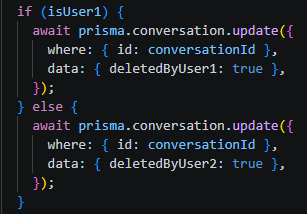 if (isUser1) {
  await prisma.conversation.update({
    where: { id: conversationId },
    data: { deletedByUser1: true },
  });
} else {
  await prisma.conversation.update({
    where: { id: conversationId },
    data: { deletedByUser2: true },
  });
}